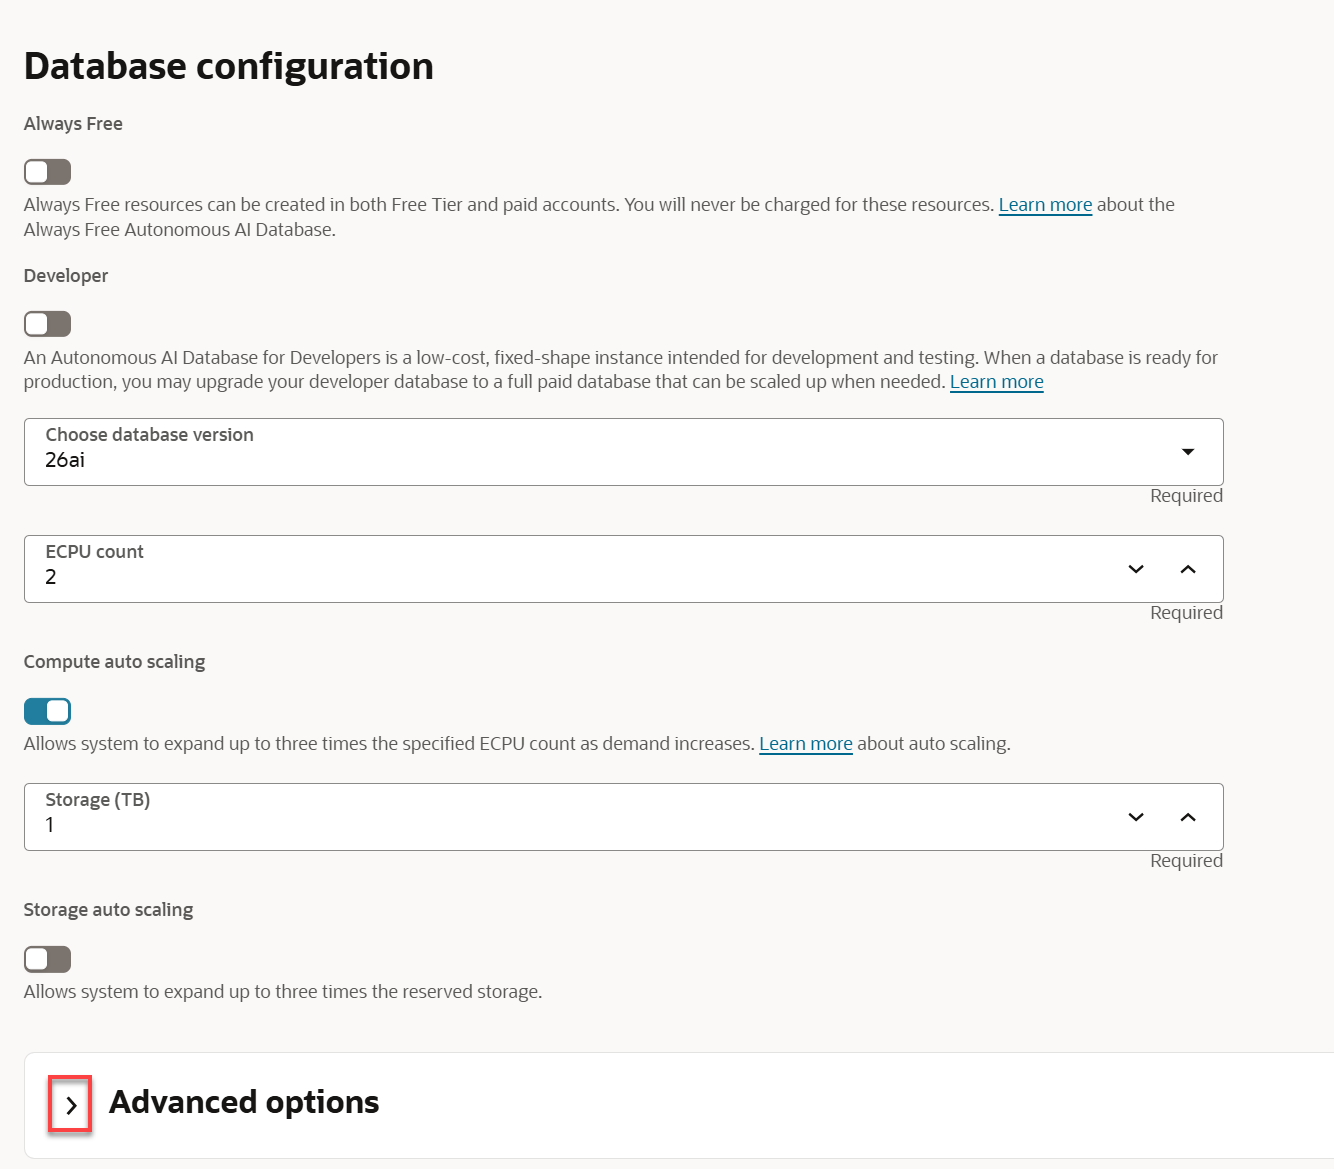 Database configuration
Always Free
Always Free resources can be created in both Free Tier and paid accounts. You will never be charged for these resources. Learn more about the
Always Free Autonomous AI Database.
Developer
An Autonomous AI Database for Developers is a low-cost, fixed-shape instance intended for development and testing. When a database is ready for
production, you may upgrade your developer database to a full paid database that can be scaled up when needed. Learn more
Choose database version
26ai
Required
ECPU count
2
Required
Compute auto scaling
Allows system to expand up to three times the specified ECPU count as demand increases. Learn more about auto scaling.
Storage (TB)
1
Required
Storage auto scaling
Allows system to expand up to three times the reserved storage.
Advanced options